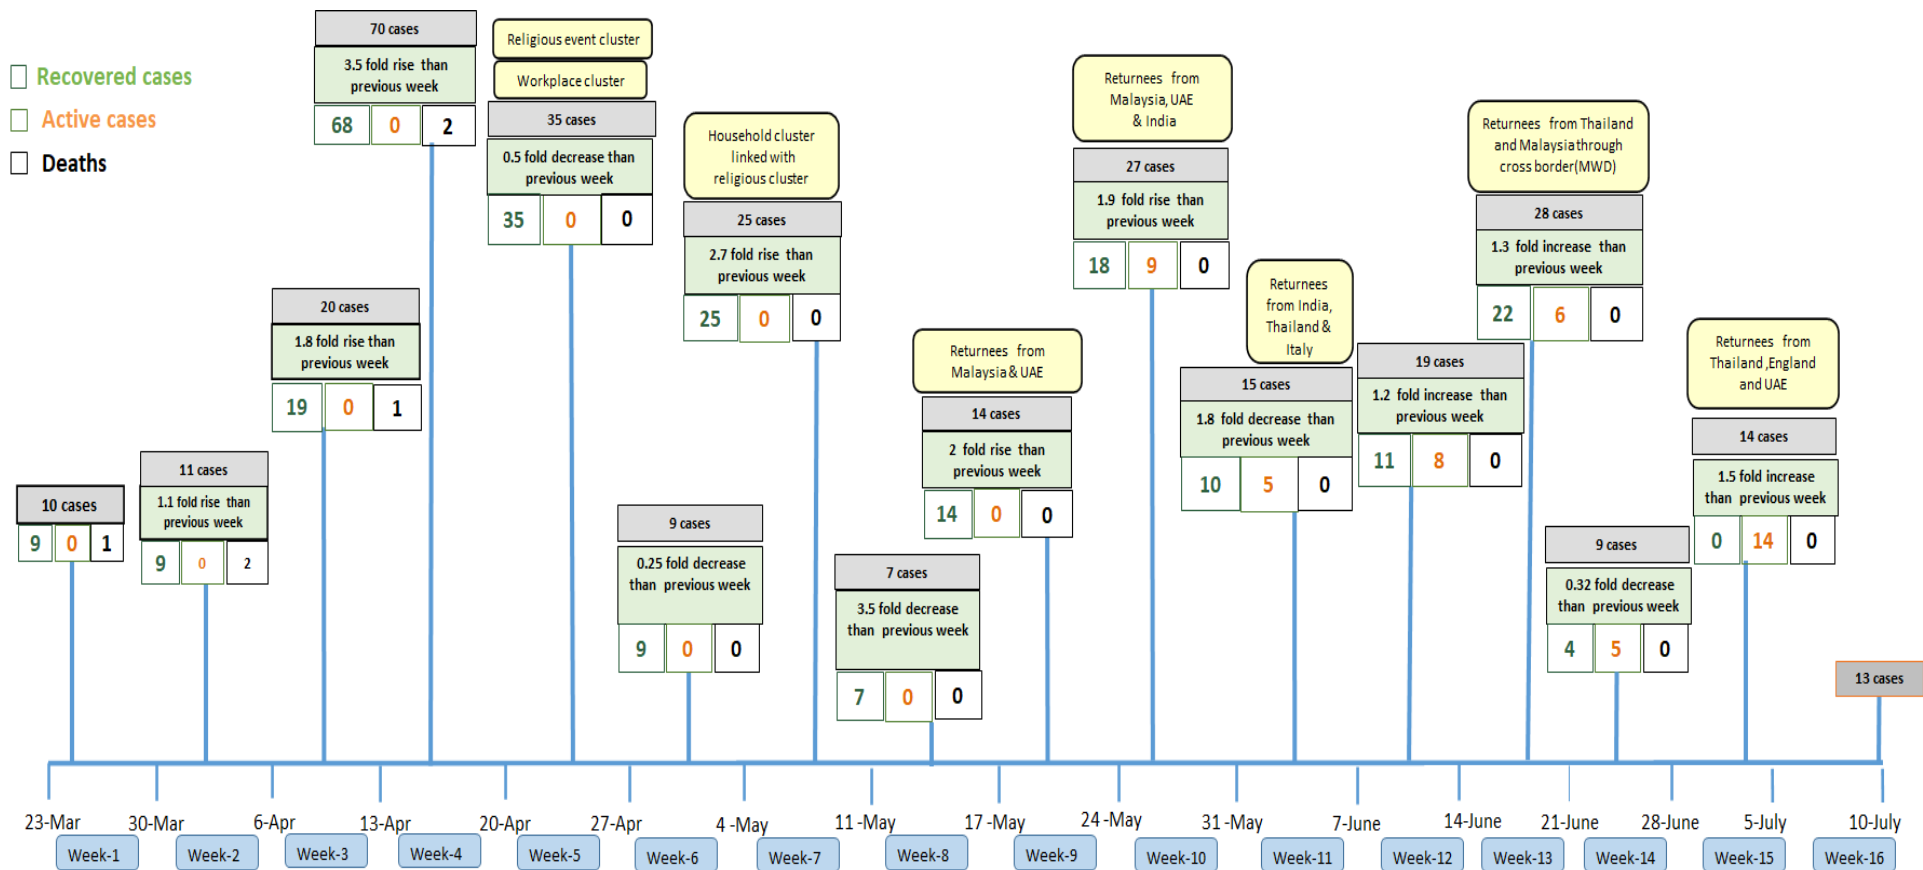 Recovered cases
Active cases
Deaths
10 cases
9 0 1
11 cases
1.1 fold rise than
previous week
9 0 2
20 cases
1.8 fold rise than
previous week
19 0 1
70 cases
3.5 fold rise than
previous week
68 0 2
Religious event cluster
Workplace cluster
35 cases
0.5 fold decrease than
previous week
35 0 0
9 cases
0.25 fold decrease
than previous week
9 0 0
Household cluster
linked with
religious cluster
25 cases
2.7 fold rise than
previous week
25 0 0
7 cases
3.5 fold decrease
than previous week
7 0 0
Returnees from
Malaysia & UAE
14 cases
2 fold rise than
previous week
14 0 0
Returnees from
Malaysia, UAE
& India
27 cases
1.9 fold rise than
previous week
18 9 0
Returnees
from India,
Thailand &
Italy
15 cases
1.8 fold decrease than
previous week
10 5 0
19 cases
1.2 fold increase than
previous week
11 8 0
Returnees from Thailand
and Malaysia through
cross border(MWD)
28 cases
1.3 fold increase than
previous week
22 6 0
9 cases
0.32 fold decrease
than previous week
4 5 0
Returnees from
Thailand ,England
and UAE
14 cases
1.5 fold increase
than previous week
0 14 0
13 cases
23-Mar 30-Mar 6-Apr 13-Apr 20-Apr 27-Apr 4-May 11-May 17-May 24-May 31-May 7-June 14-June 21-June 28-June 5-July 10-July
Week-1 Week-2 Week-3 Week-4 Week-5 Week-6 Week-7 Week-8 Week-9 Week-10 Week-11 Week-12 Week-13 Week-14 Week-15 Week-16